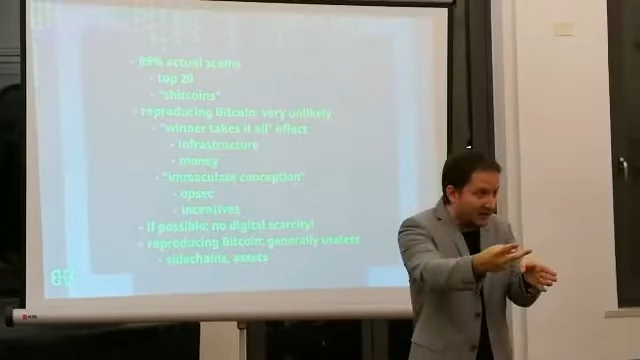 - 99% actual scams
- top 20
- "shitcoins"
- reproducing Bitcoin: very unlikely
- "winner takes it all" effect
- infrastructure
- money
- "immaculate conception"
- opsec
- incentives
- if possible: no digital scarcity!
- reproducing Bitcoin: generally useless
- sidechains, assets